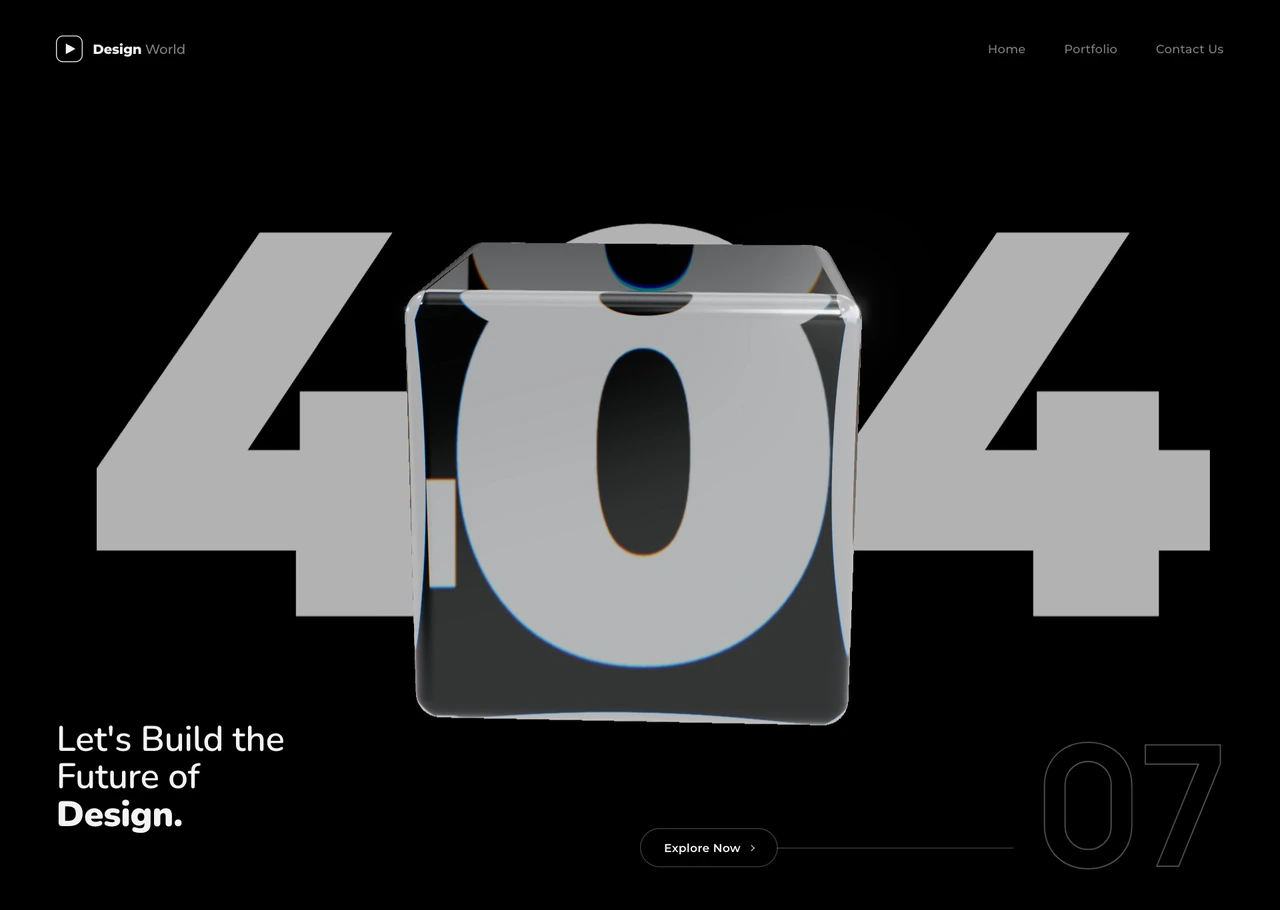 Design World
Home
Portfolio
Contact Us
404
Let's Build the
Future of
Design.
Explore Now
07